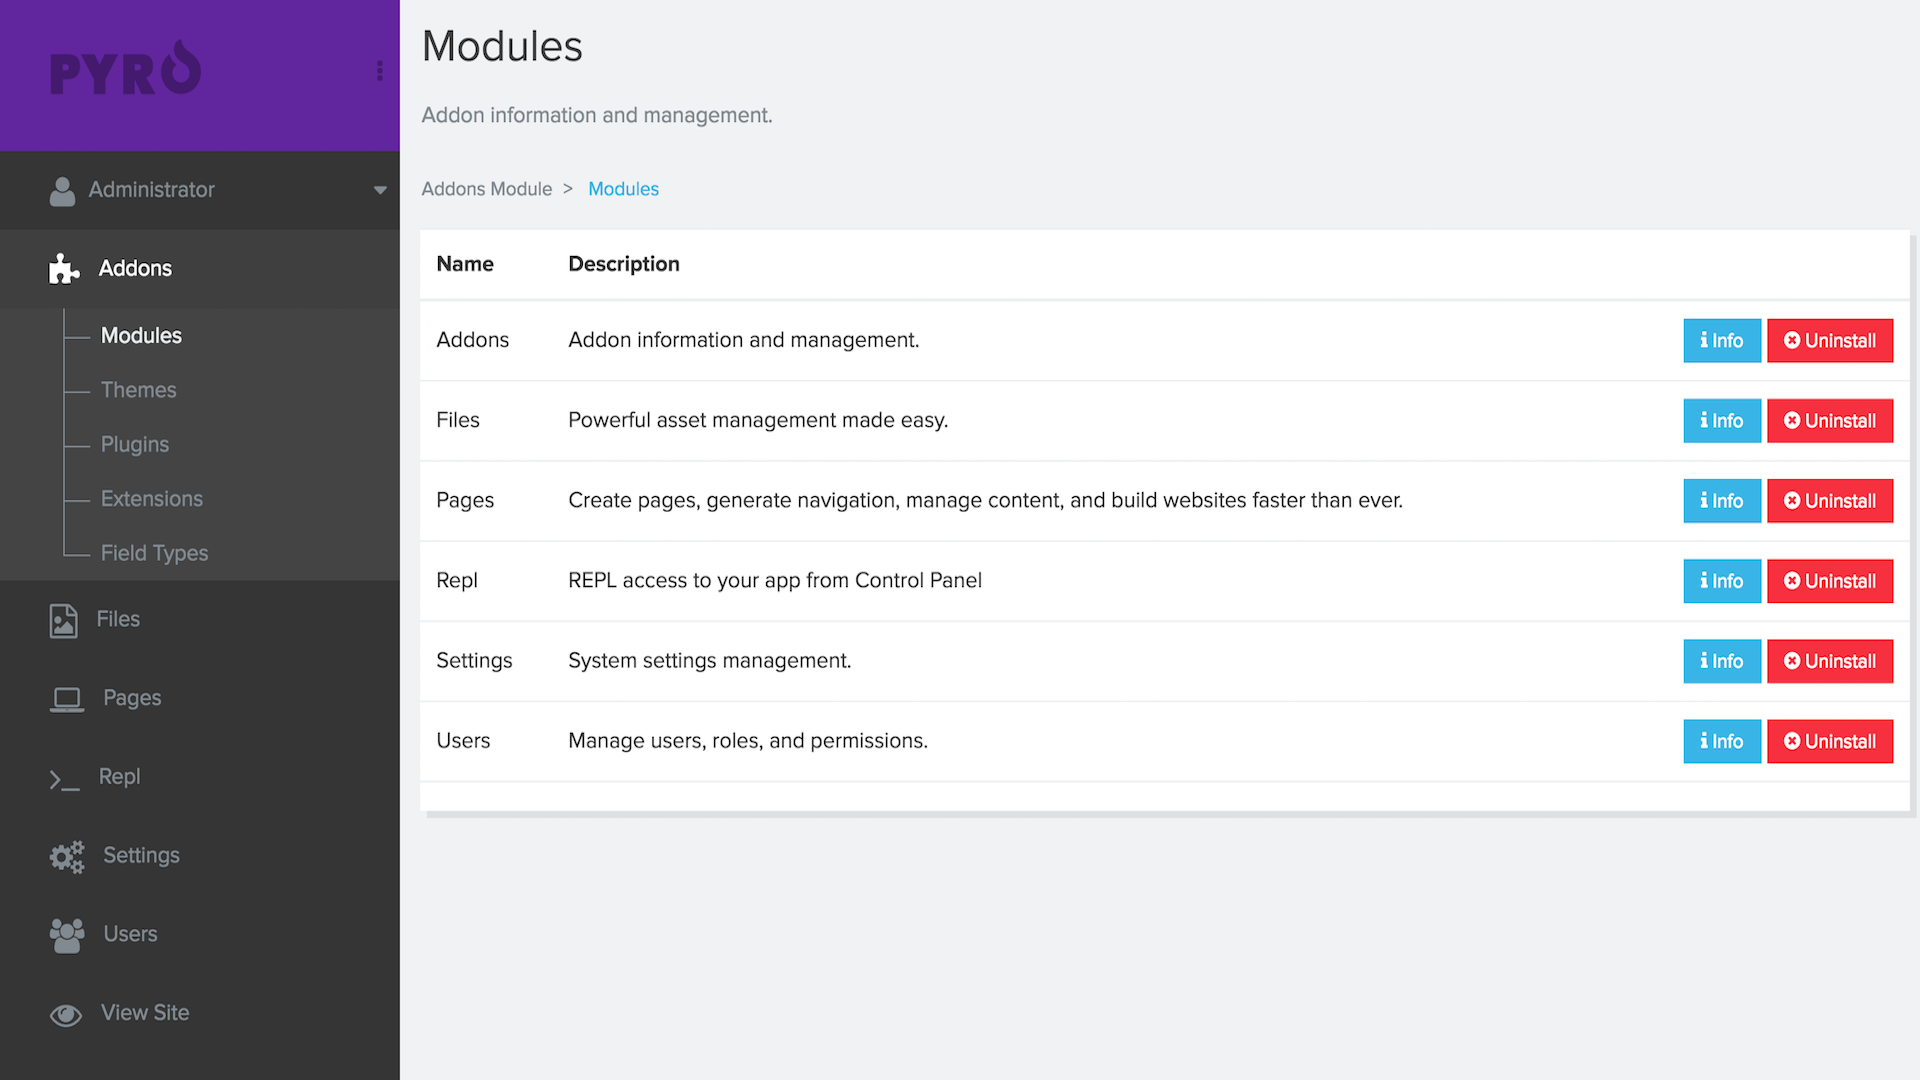 PYRO
Administrator
Addons
Modules
Themes
Plugins
Extensions
Field Types
Files
Pages
Repl
Settings
Users
View Site
Modules
Addon information and management.
Addons Module > Modules
Name Description
Addons Addon information and management. Info Uninstall
Files Powerful asset management made easy. Info Uninstall
Pages Create pages, generate navigation, manage content, and build websites faster than ever. Info Uninstall
Repl REPL access to your app from Control Panel Info Uninstall
Settings System settings management. Info Uninstall
Users Manage users, roles, and permissions. Info Uninstall